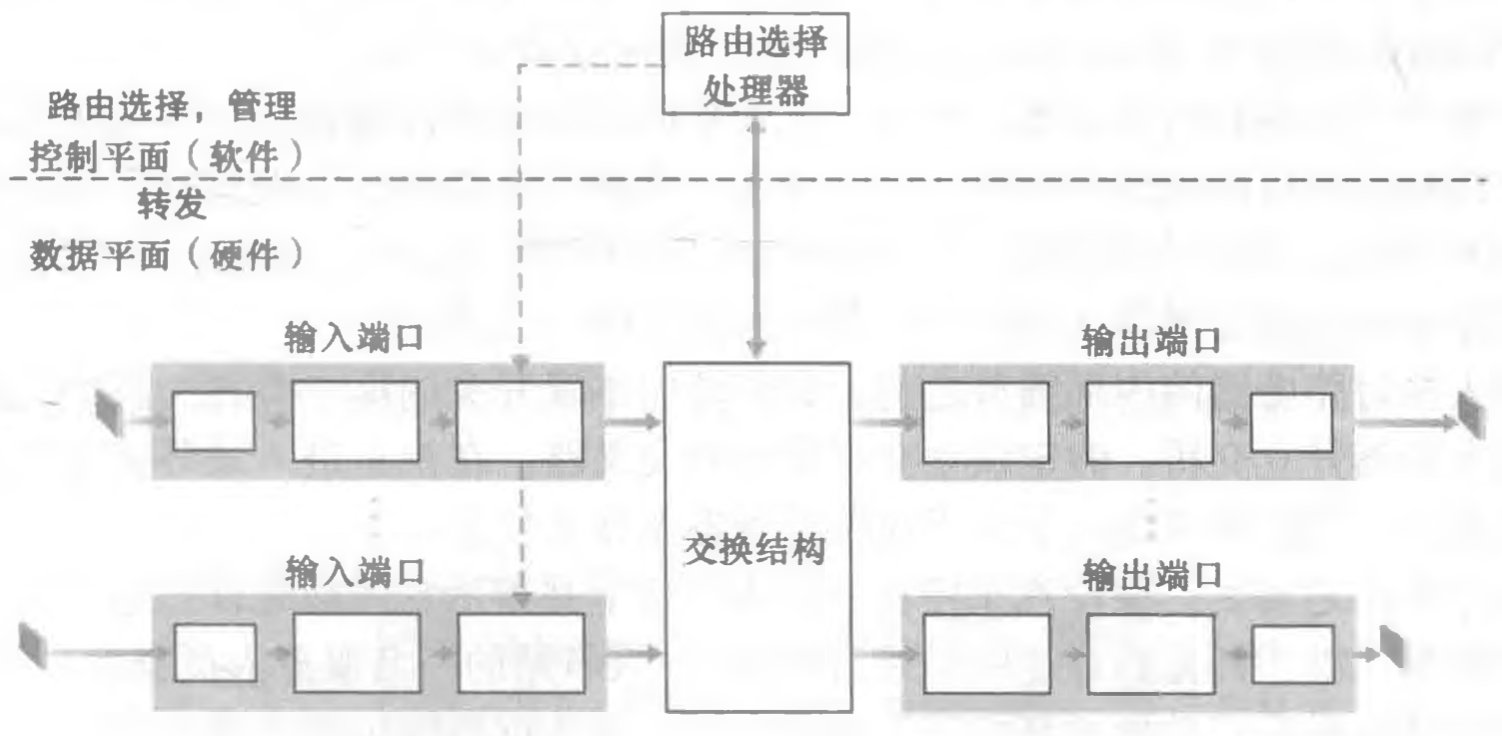 路由选择
处理器
路由选择，管理
控制平面（软件）
转发
数据平面（硬件）
输入端口
输出端口
交换结构
输入端口
输出端口